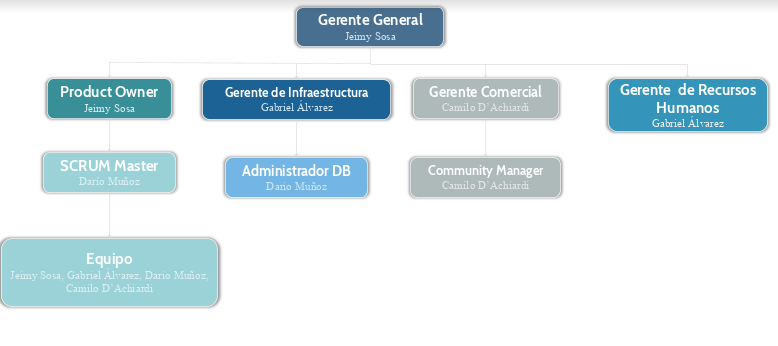 Gerente General
Jeimy Sosa
Product Owner
Jeimy Sosa
Gerente de Infraestructura
Gabriel Álvarez
Gerente Comercial
Camilo D'Achiardi
Gerente de Recursos
Humanos
Gabriel Álvarez
SCRUM Master
Dario Muñoz
Administrador DB
Dario Muñoz
Community Manager
Camilo D'Achiardi
Equipo
Jeimy Sosa, Gabriel Álvarez, Dario Muñoz,
Camilo D'Achiardi